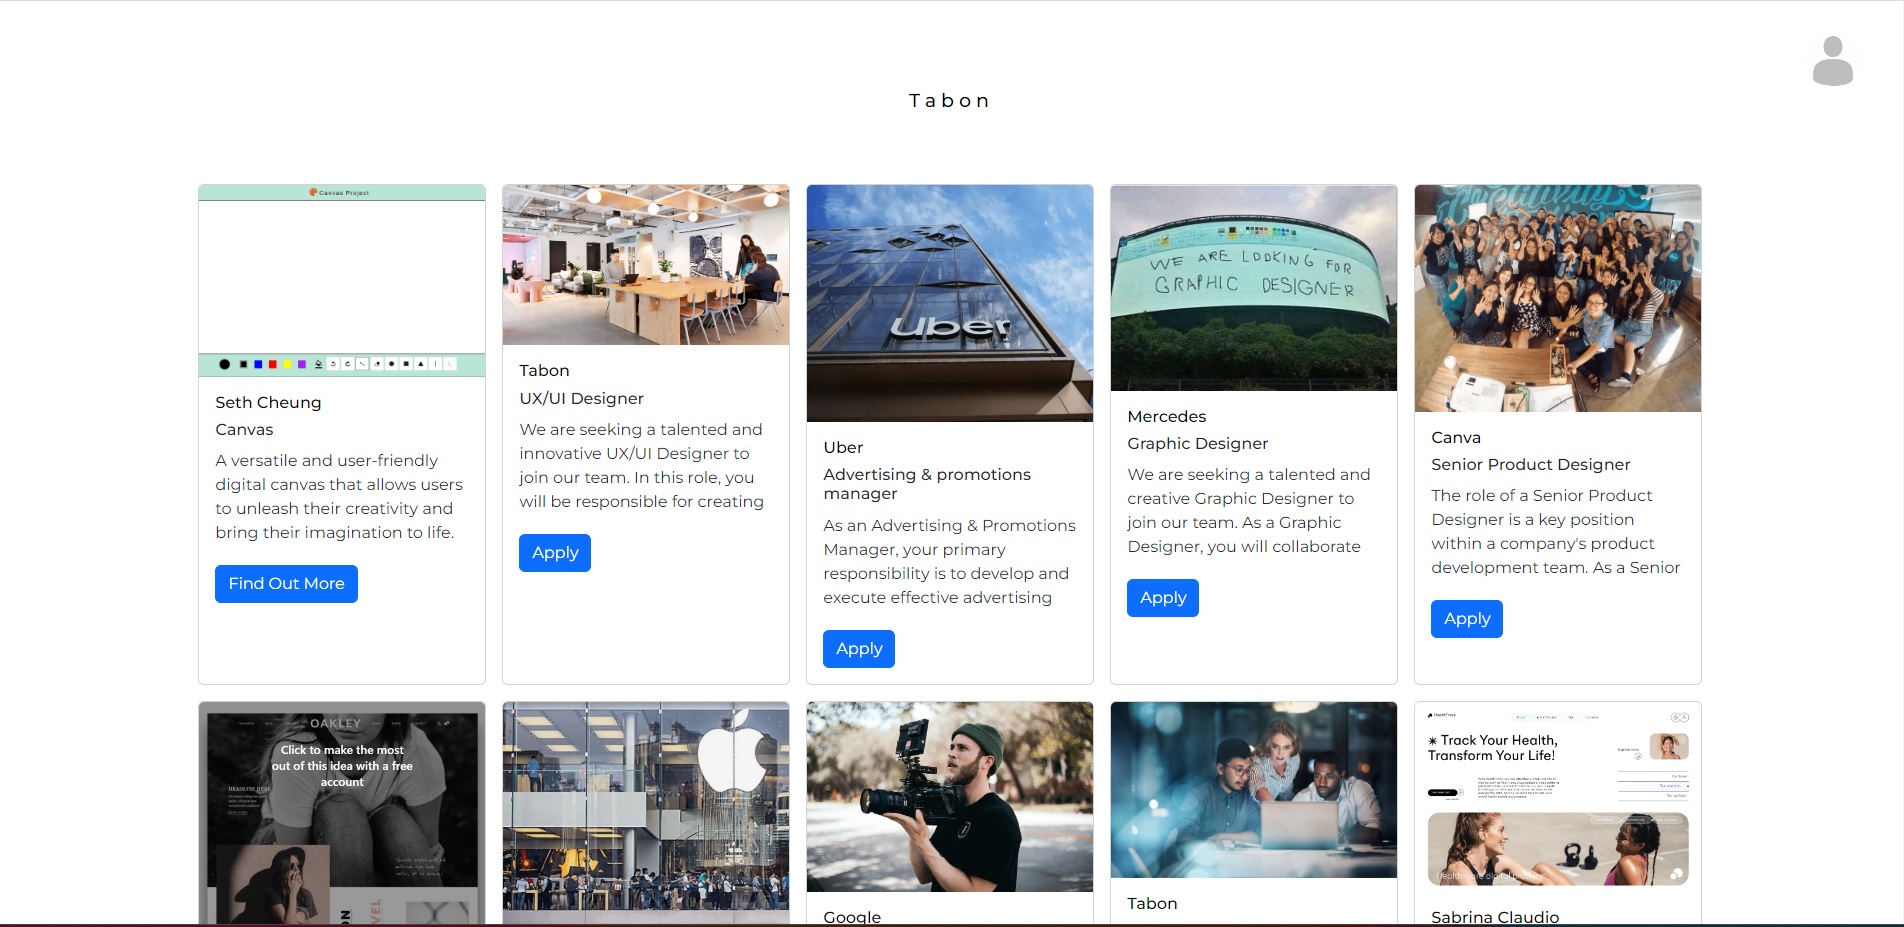 Tabon
Canvas Project
Seth Cheung
Canvas
A versatile and user-friendly
digital canvas that allows users
to unleash their creativity and
bring their imagination to life.
Find Out More
Tabon
UX/UI Designer
We are seeking a talented and
innovative UX/UI Designer to
join our team. In this role, you
will be responsible for creating
Apply
Uber
Uber
Advertising & promotions
manager
As an Advertising & Promotions
Manager, your primary
responsibility is to develop and
execute effective advertising
Apply
WE ARE LOOKING FOR
GRAPHIC DESIGNER
Mercedes
Graphic Designer
We are seeking a talented and
creative Graphic Designer to
join our team. As a Graphic
Designer, you will collaborate
Apply
Canva
Senior Product Designer
The role of a Senior Product
Designer is a key position
within a company's product
development team. As a Senior
Apply
OAKLEY
Click to make the most
out of this idea with a free
account
Google
Tabon
HealthTrack
Track Your Health,
Transform Your Life!
Sabrina Claudio